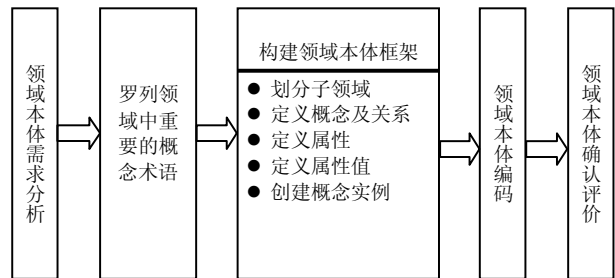 领域本体需求分析
罗列领
域中重
要的概
念术语
构建领域本体框架
● 划分子领域
● 定义概念及关系
● 定义属性
● 定义属性值
● 创建概念实例
领域本体编码
领域本体确认评价